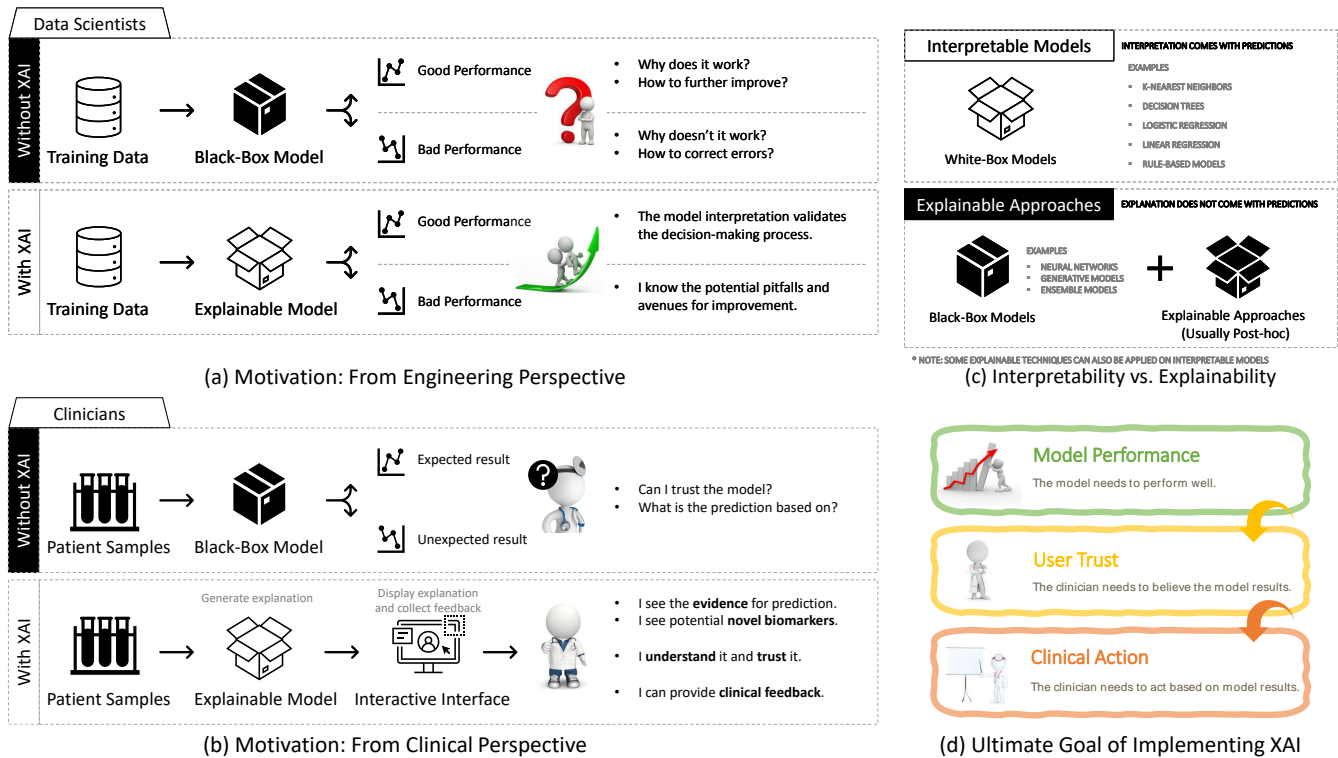 Data Scientists
Without XAI
Training Data
Black-Box Model
Good Performance
Bad Performance
?
• Why does it work?
• How to further improve?
• Why doesn't it work?
• How to correct errors?
With XAI
Training Data
Explainable Model
Good Performance
Bad Performance
• The model interpretation validates
the decision-making process.
• I know the potential pitfalls and
avenues for improvement.
(a) Motivation: From Engineering Perspective
Clinicians
Without XAI
Patient Samples
Black-Box Model
Expected result
Unexpected result
?
• Can I trust the model?
• What is the prediction based on?
With XAI
Patient Samples
Generate explanation
Explainable Model
Display explanation
and collect feedback
Interactive Interface
• I see the evidence for prediction.
• I see potential novel biomarkers.
• I understand it and trust it.
• I can provide clinical feedback.
(b) Motivation: From Clinical Perspective
Interpretable Models
White-Box Models
INTERPRETATION COMES WITH PREDICTIONS
EXAMPLES
▪ K-NEAREST NEIGHBORS
▪ DECISION TREES
▪ LOGISTIC REGRESSION
▪ LINEAR REGRESSION
▪ RULE-BASED MODELS
Explainable Approaches
EXPLANATION DOES NOT COME WITH PREDICTIONS
Black-Box Models
EXAMPLES
▪ NEURAL NETWORKS
▪ GENERATIVE MODELS
▪ ENSEMBLE MODELS
+
Explainable Approaches
(Usually Post-hoc)
* NOTE: SOME EXPLAINABLE TECHNIQUES CAN ALSO BE APPLIED ON INTERPRETABLE MODELS
(c) Interpretability vs. Explainability
Model Performance
The model needs to perform well.
User Trust
The clinician needs to believe the model results.
Clinical Action
The clinician needs to act based on model results.
(d) Ultimate Goal of Implementing XAI